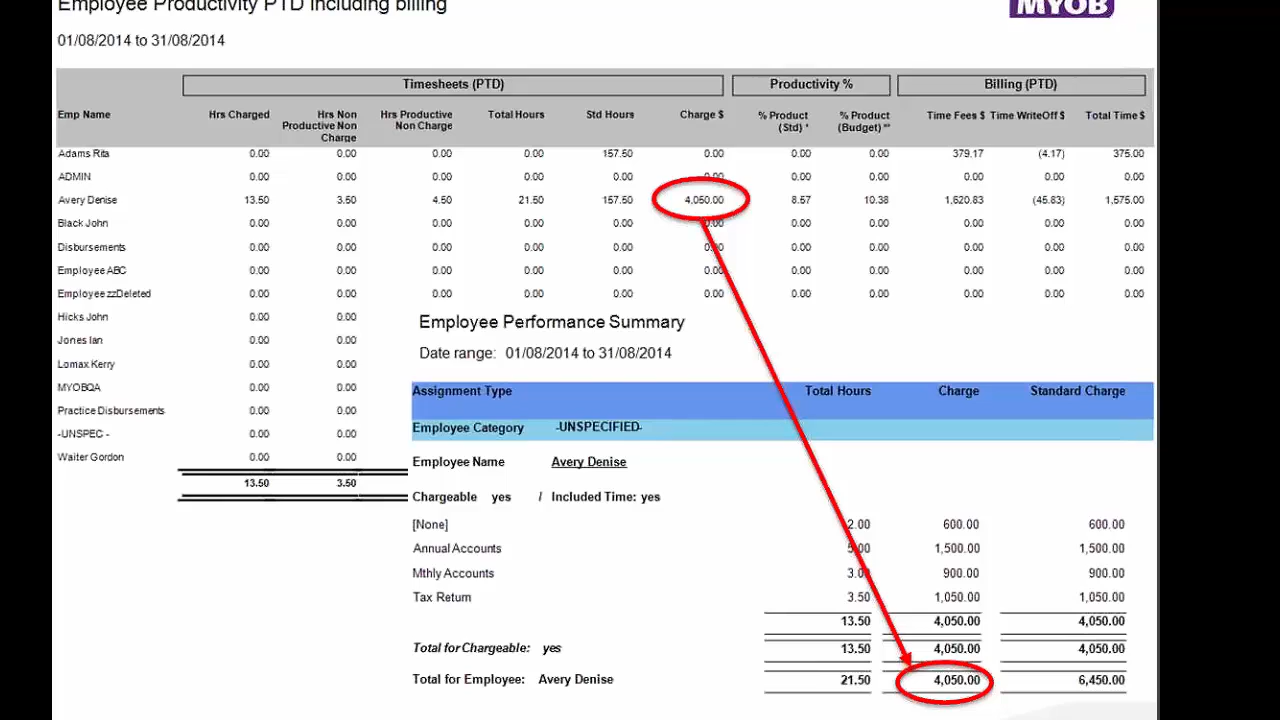 Employee Productivity PTD including billing
MYOB
01/08/2014 to 31/08/2014
Timesheets (PTD) Productivity % Billing (PTD)
Emp Name Hrs Charged Hrs Non Productive Non Charge Hrs Productive Non Charge Total Hours Std Hours Charge $ % Product (Std) * % Product (Budget) ** Time Fees $ Time WriteOff $ Total Time $
Adams Rita 0.00 0.00 0.00 0.00 157.50 0.00 0.00 0.00 379.17 (4.17) 375.00
ADMIN 0.00 0.00 0.00 0.00 0.00 0.00 0.00 0.00 0.00 0.00 0.00
Avery Denise 13.50 3.50 4.50 21.50 157.50 4,050.00 8.57 10.38 1,620.83 (45.83) 1,575.00
Black John 0.00 0.00 0.00 0.00 0.00 0.00 0.00 0.00 0.00 0.00 0.00
Disbursements 0.00 0.00 0.00 0.00 0.00 0.00 0.00 0.00 0.00 0.00 0.00
Employee ABC 0.00 0.00 0.00 0.00 0.00 0.00 0.00 0.00 0.00 0.00 0.00
Employee zzDeleted 0.00 0.00 0.00 0.00 0.00 0.00 0.00 0.00 0.00 0.00 0.00
Hicks John 0.00 0.00
Jones Ian 0.00 0.00
Lomax Kerry 0.00 0.00
MYOBQA 0.00 0.00
Practice Disbursements 0.00 0.00
-UNSPEC - 0.00 0.00
Waiter Gordon 0.00 0.00
13.50 3.50
Employee Performance Summary
Date range: 01/08/2014 to 31/08/2014
Assignment Type Total Hours Charge Standard Charge
Employee Category -UNSPECIFIED-
Employee Name Avery Denise
Chargeable yes / Included Time: yes
[None] 2.00 600.00 600.00
Annual Accounts 5.00 1,500.00 1,500.00
Mthly Accounts 3.00 900.00 900.00
Tax Return 3.50 1,050.00 1,050.00
13.50 4,050.00 4,050.00
Total for Chargeable: yes 13.50 4,050.00 4,050.00
Total for Employee: Avery Denise 21.50 4,050.00 6,450.00